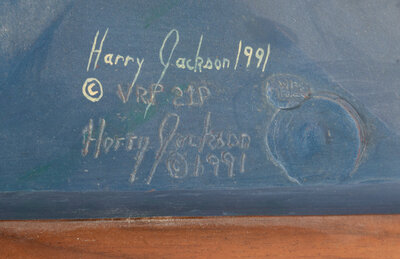 Harry Jackson 1991
© VRP 21P
Harry Jackson
© 1991